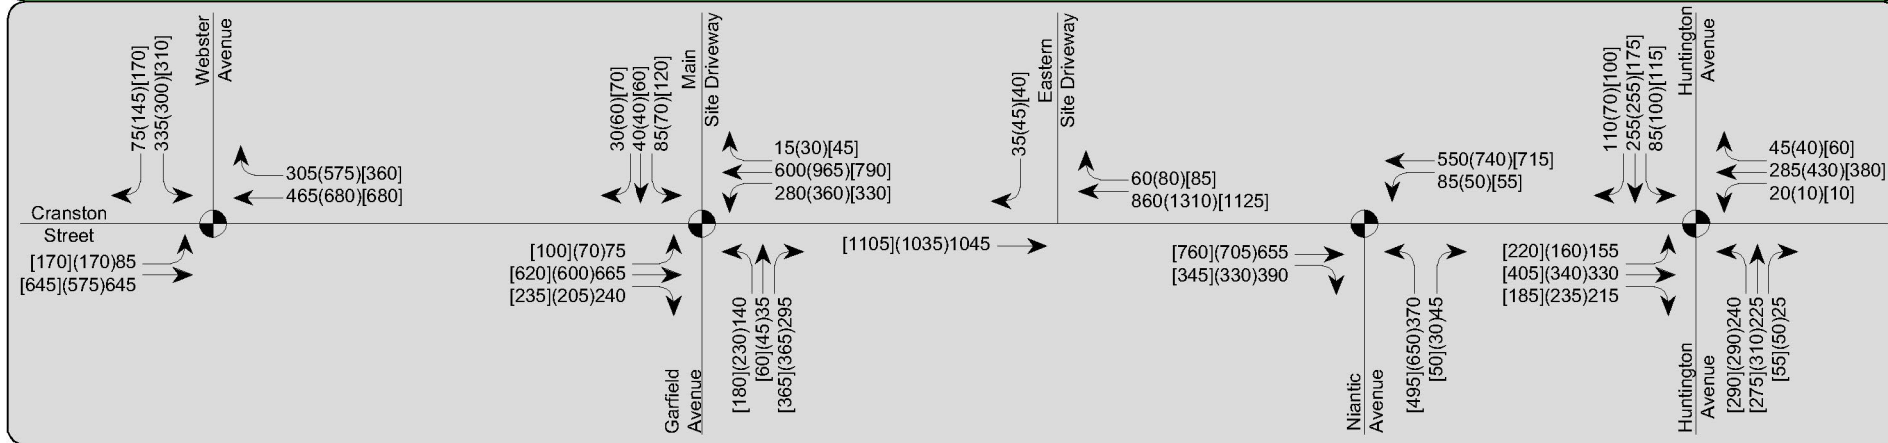 Webster
Avenue
75(145)[170]
335(300)[310]
305(575)[360]
465(680)[680]
Cranston
Street
[170](170)85
[645](575)645
Main
Site Driveway
30(60)[70]
40(40)[60]
85(70)[120]
15(30)[45]
600(965)[790]
280(360)[330]
[100](70)75
[620](600)665
[235](205)240
[180](230)140
[60](45)35
[365](365)295
Garfield
Avenue
Eastern
Site Driveway
35(45)[40]
60(80)[85]
860(1310)[1125]
[1105](1035)1045
550(740)[715]
85(50)[55]
[760](705)655
[345](330)390
[495](650)370
[50](30)45
Niantic
Avenue
Huntington
Avenue
110(70)[100]
255(255)[175]
85(100)[115]
45(40)[60]
285(430)[380]
20(10)[10]
[220](160)155
[405](340)330
[185](235)215
[290](290)240
[275](310)225
[55](50)25
Huntington
Avenue